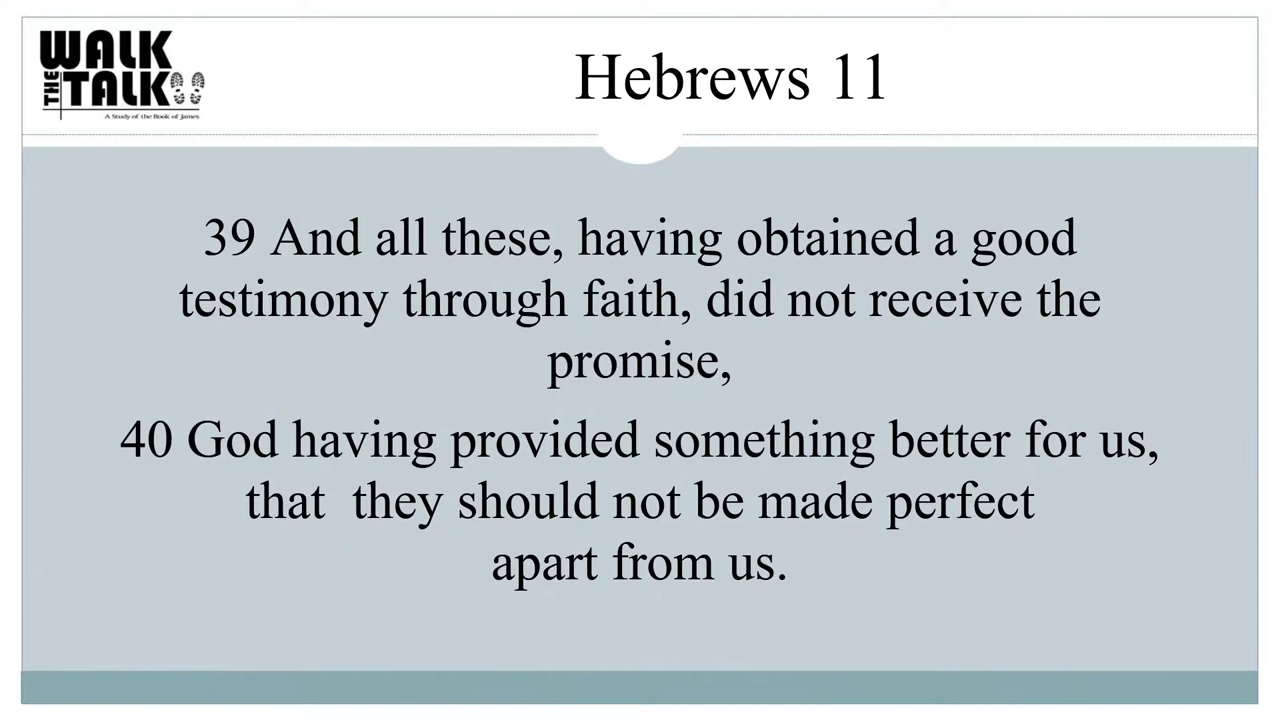 WALK
THE TALK
A Study of the Book of James
Hebrews 11
39 And all these, having obtained a good
testimony through faith, did not receive the
promise,
40 God having provided something better for us,
that  they should not be made perfect
apart from us.